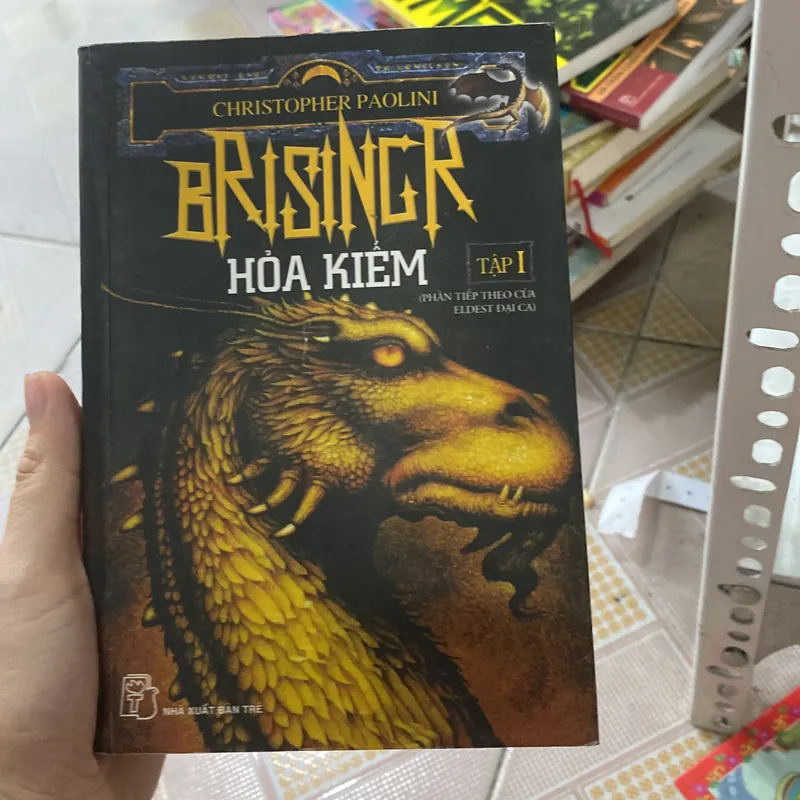 CHRISTOPHER PAOLINI
BRISINGR
HỎA KIẾM
TẬP I
(PHẦN TIẾP THEO CỦA
ELDEST ĐẠI CA)
NHÀ XUẤT BẢN TRẺ